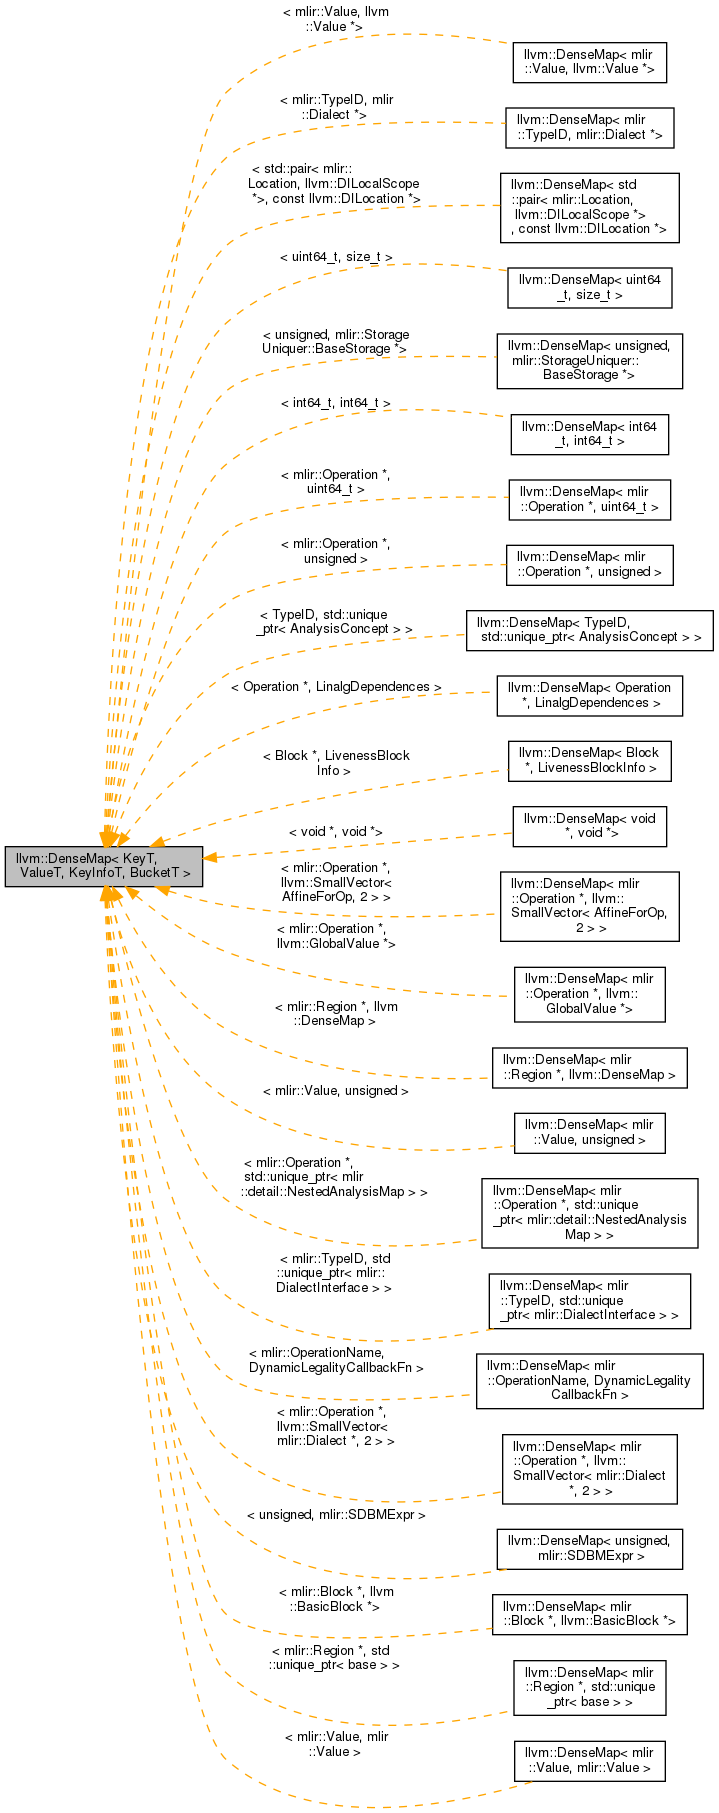 < mlir::Value, llvm
::Value *>
llvm::DenseMap< mlir
::Value, llvm::Value *>
< mlir::TypeID, mlir
::Dialect *>
llvm::DenseMap< mlir
::TypeID, mlir::Dialect *>
< std::pair< mlir::
Location, llvm::DILocalScope
*>, const llvm::DILocation *>
llvm::DenseMap< std
::pair< mlir::Location,
llvm::DILocalScope *>
, const llvm::DILocation *>
< uint64_t, size_t >
llvm::DenseMap< uint64
_t, size_t >
< unsigned, mlir::Storage
Uniquer::BaseStorage *>
llvm::DenseMap< unsigned,
mlir::StorageUniquer::
BaseStorage *>
< int64_t, int64_t >
llvm::DenseMap< int64
_t, int64_t >
< mlir::Operation *,
uint64_t >
llvm::DenseMap< mlir
::Operation *, uint64_t >
< mlir::Operation *,
unsigned >
llvm::DenseMap< mlir
::Operation *, unsigned >
< TypeID, std::unique
_ptr< AnalysisConcept > >
llvm::DenseMap< TypeID,
std::unique_ptr< AnalysisConcept > >
< Operation *, LinalgDependences >
llvm::DenseMap< Operation
*, LinalgDependences >
< Block *, LivenessBlock
Info >
llvm::DenseMap< Block
*, LivenessBlockInfo >
< void *, void *>
llvm::DenseMap< void
*, void *>
llvm::DenseMap< KeyT,
ValueT, KeyInfoT, BucketT >
< mlir::Operation *,
llvm::SmallVector<
AffineForOp, 2 > >
llvm::DenseMap< mlir
::Operation *, llvm::
SmallVector< AffineForOp,
2 > >
< mlir::Operation *,
llvm::GlobalValue *>
llvm::DenseMap< mlir
::Operation *, llvm::
GlobalValue *>
< mlir::Region *, llvm
::DenseMap >
llvm::DenseMap< mlir
::Region *, llvm::DenseMap >
< mlir::Value, unsigned >
llvm::DenseMap< mlir
::Value, unsigned >
< mlir::Operation *,
std::unique_ptr< mlir
::detail::NestedAnalysisMap > >
llvm::DenseMap< mlir
::Operation *, std::unique
_ptr< mlir::detail::NestedAnalysis
Map > >
< mlir::TypeID, std
::unique_ptr< mlir::
DialectInterface > >
llvm::DenseMap< mlir
::TypeID, std::unique
_ptr< mlir::DialectInterface > >
< mlir::OperationName,
DynamicLegalityCallbackFn >
llvm::DenseMap< mlir
::OperationName, DynamicLegality
CallbackFn >
< mlir::Operation *,
llvm::SmallVector<
mlir::Dialect *, 2 > >
llvm::DenseMap< mlir
::Operation *, llvm::
SmallVector< mlir::Dialect
*, 2 > >
< unsigned, mlir::SDBMExpr >
llvm::DenseMap< unsigned,
mlir::SDBMExpr >
< mlir::Block *, llvm
::BasicBlock *>
llvm::DenseMap< mlir
::Block *, llvm::BasicBlock *>
< mlir::Region *, std
::unique_ptr< base > >
llvm::DenseMap< mlir
::Region *, std::unique
_ptr< base > >
< mlir::Value, mlir
::Value >
llvm::DenseMap< mlir
::Value, mlir::Value >